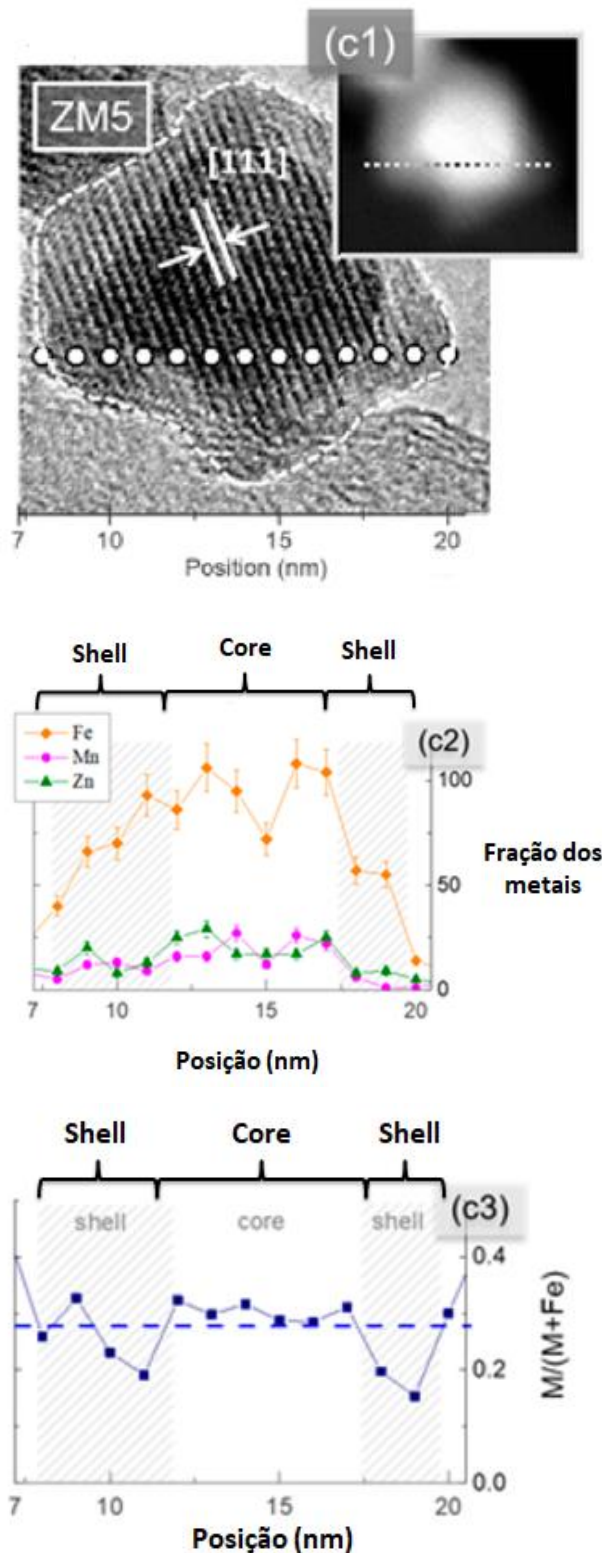 (c1)
ZM5
[111]
7 10 15 20
Position (nm)
Shell Core Shell
Fe
Mn
Zn
(c2)
100
50
0
Fração dos
metais
7 10 15 20
Posição (nm)
Shell Core Shell
shell core shell
(c3)
0.4
0.2
0.0
M/(M+Fe)
7 10 15 20
Posição (nm)